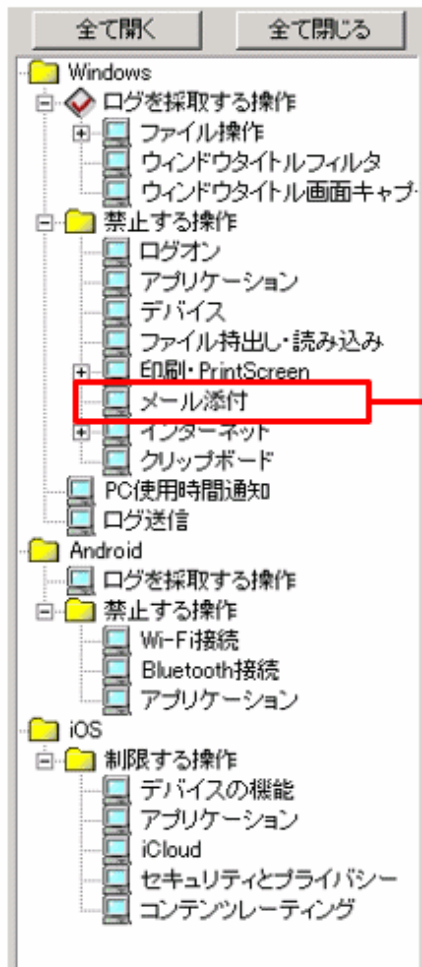 全て開く 全て閉じる
Windows
ログを採取する操作
ファイル操作
ウィンドウタイトルフィルタ
ウィンドウタイトル画面キャプ
禁止する操作
ログオン
アプリケーション
デバイス
ファイル持出し・読み込み
印刷・PrintScreen
メール添付
インターネット
クリップボード
PC使用時間通知
ログ送信
Android
ログを採取する操作
禁止する操作
Wi-Fi接続
Bluetooth接続
アプリケーション
iOS
制限する操作
デバイスの機能
アプリケーション
iCloud
セキュリティとプライバシー
コンテンツレーティング